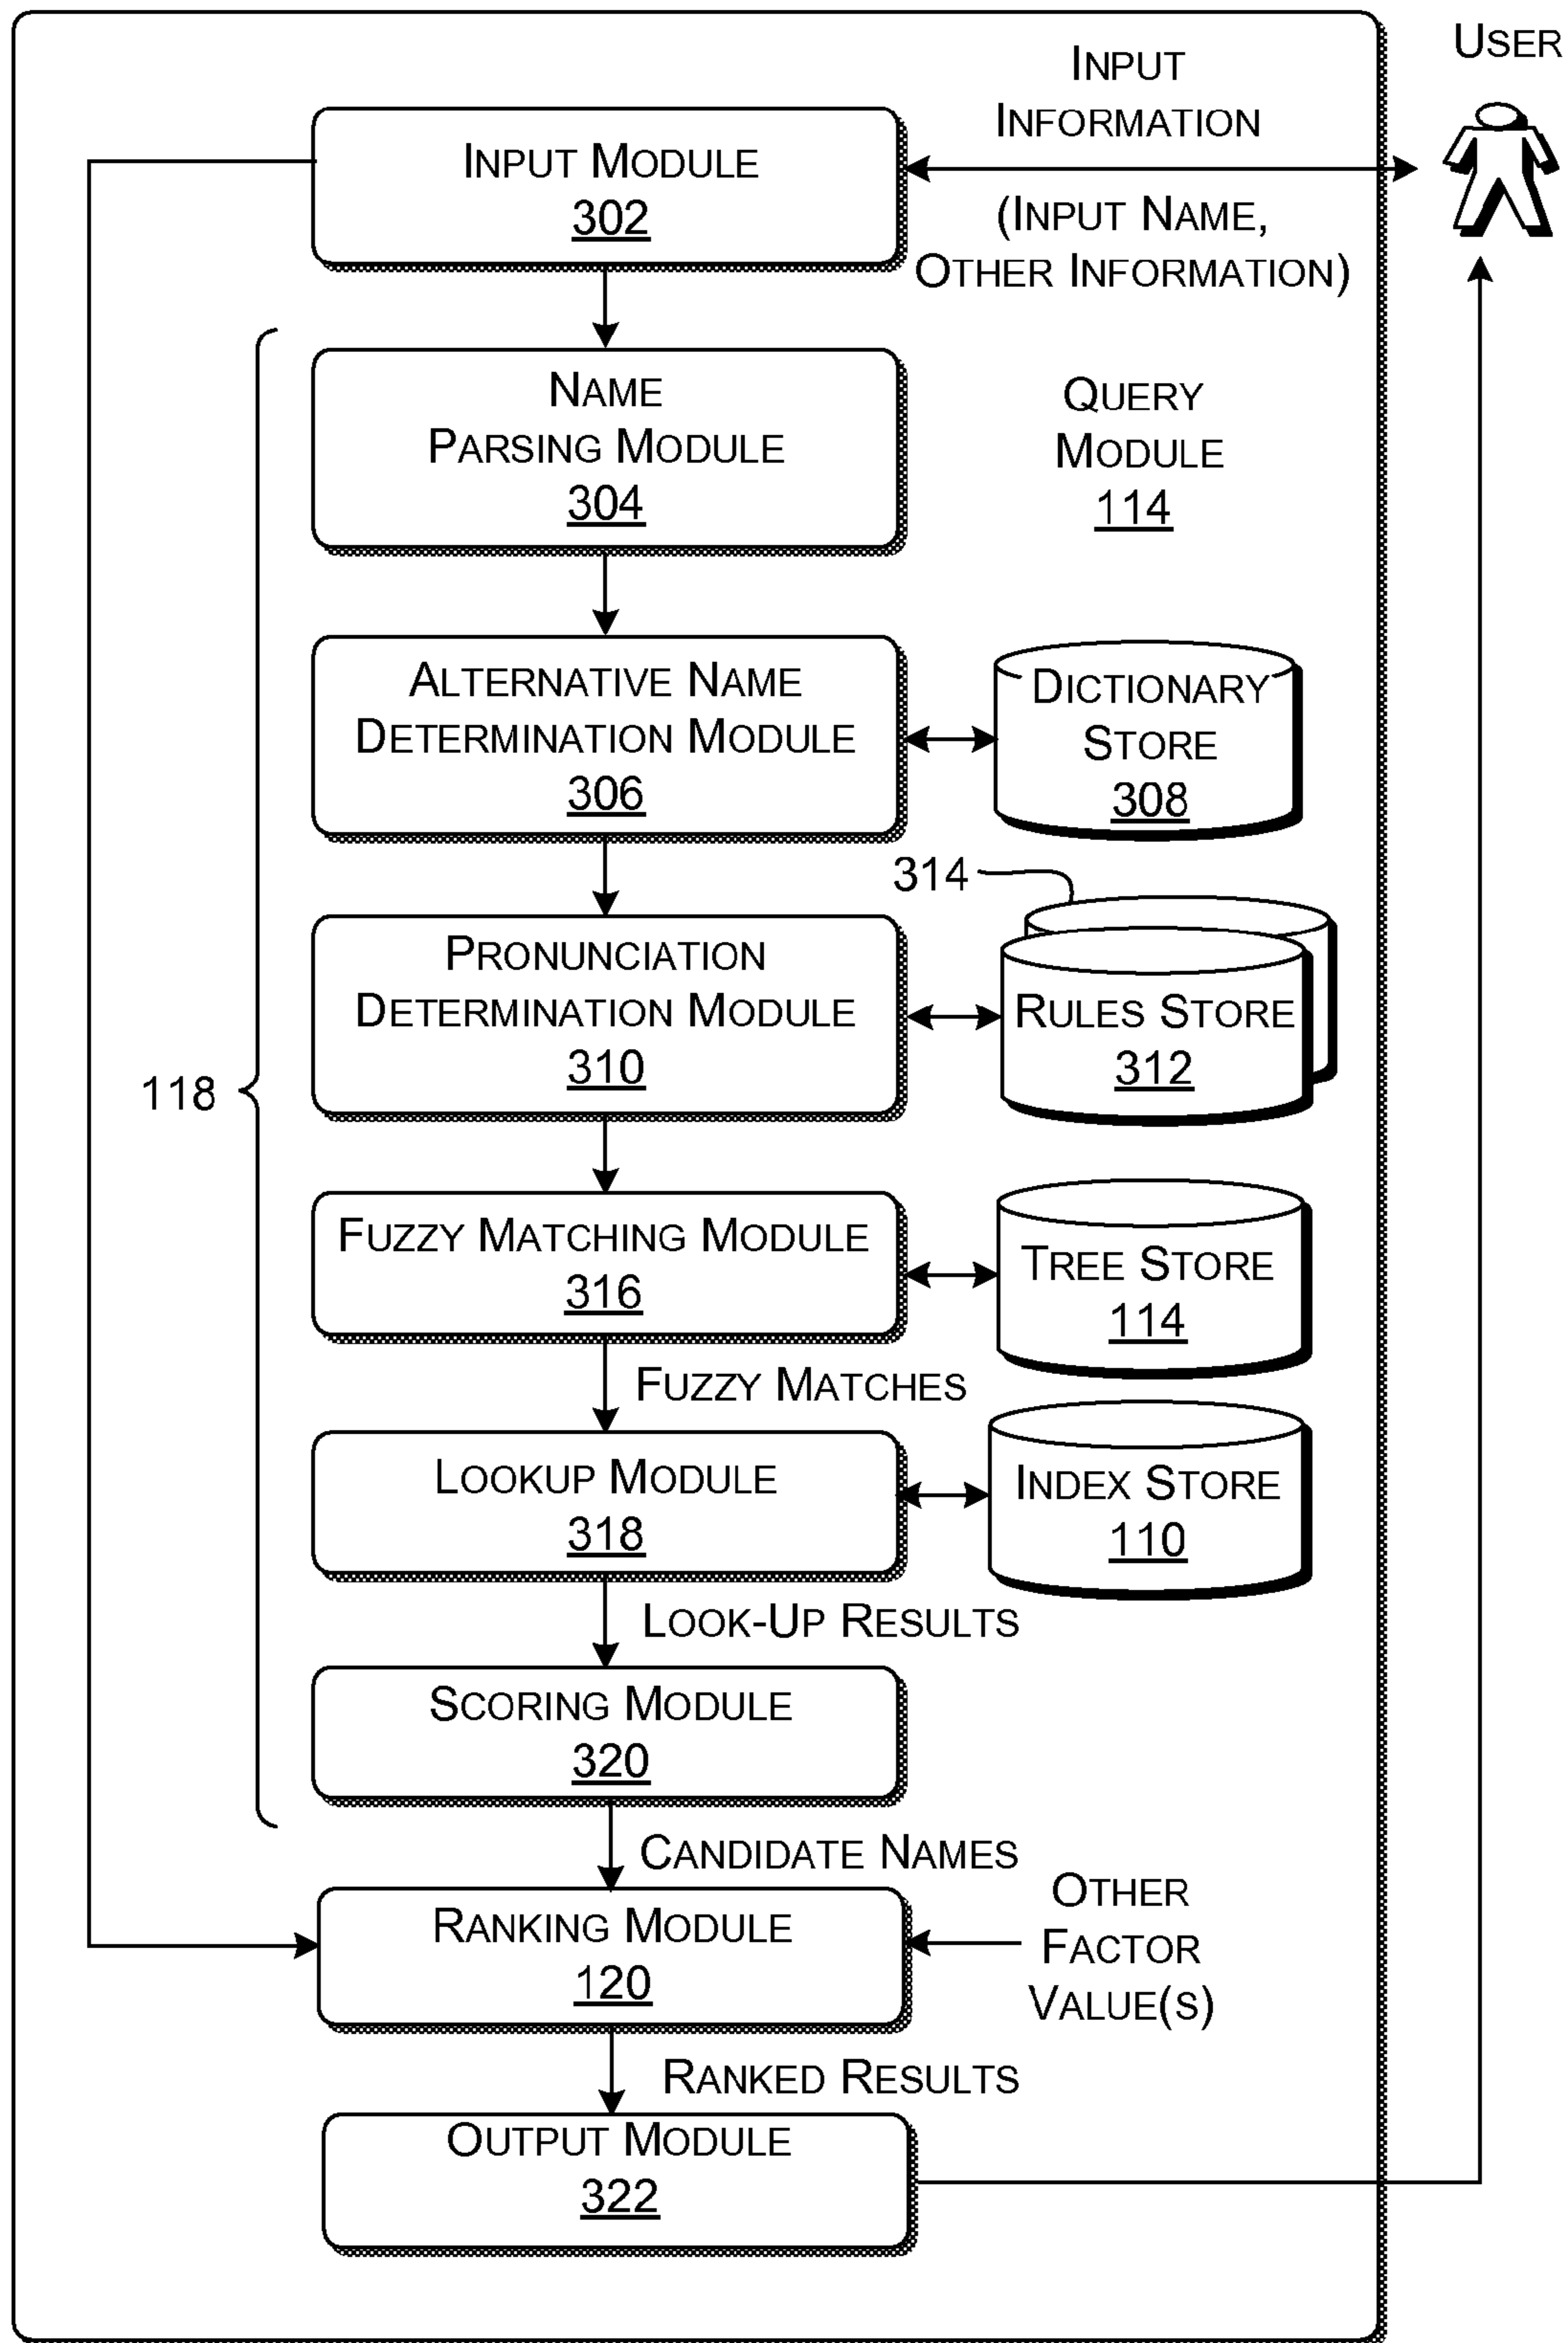 USER
INPUT
INFORMATION
INPUT MODULE
302
(INPUT NAME,
OTHER INFORMATION)
NAME
PARSING MODULE
304
QUERY
MODULE
114
ALTERNATIVE NAME
DETERMINATION MODULE
306
DICTIONARY
STORE
308
314
PRONUNCIATION
DETERMINATION MODULE
310
RULES STORE
312
118
FUZZY MATCHING MODULE
316
TREE STORE
114
FUZZY MATCHES
LOOKUP MODULE
318
INDEX STORE
110
LOOK-UP RESULTS
SCORING MODULE
320
CANDIDATE NAMES
RANKING MODULE
120
OTHER
FACTOR
VALUE(S)
RANKED RESULTS
OUTPUT MODULE
322